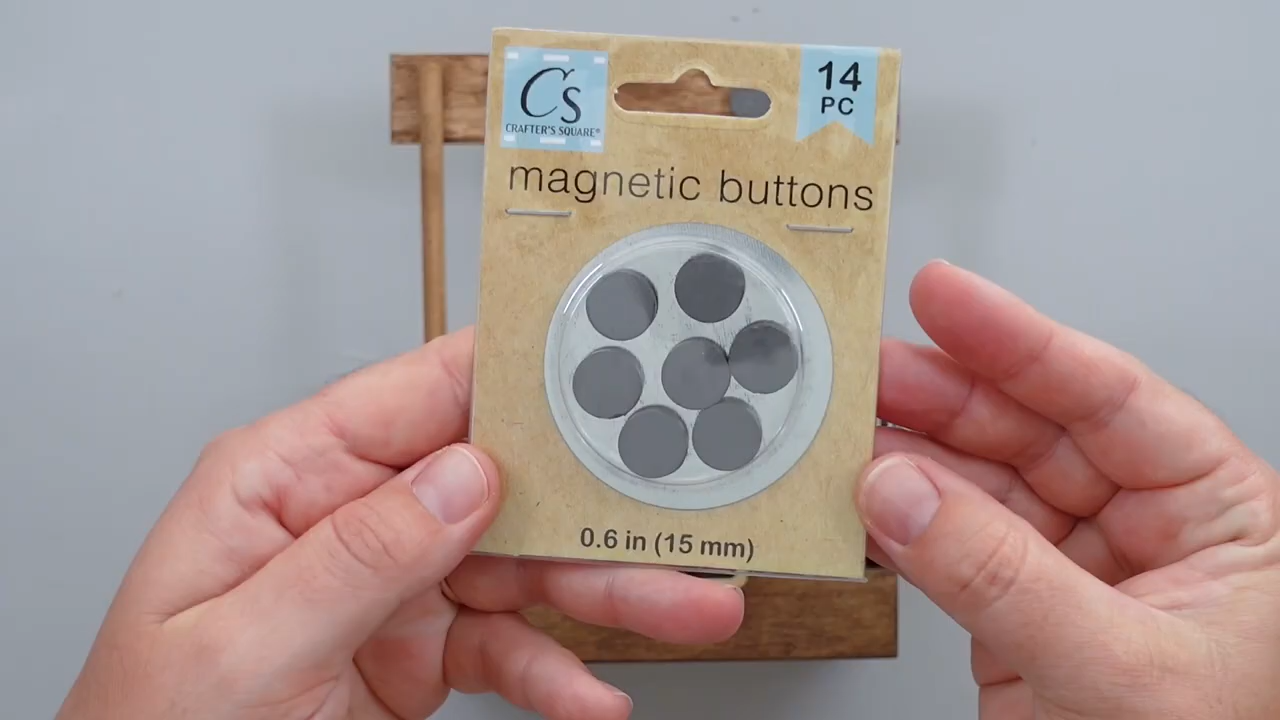 Cs
CRAFTER'S SQUARE®
14
PC
magnetic buttons
0.6 in (15 mm)